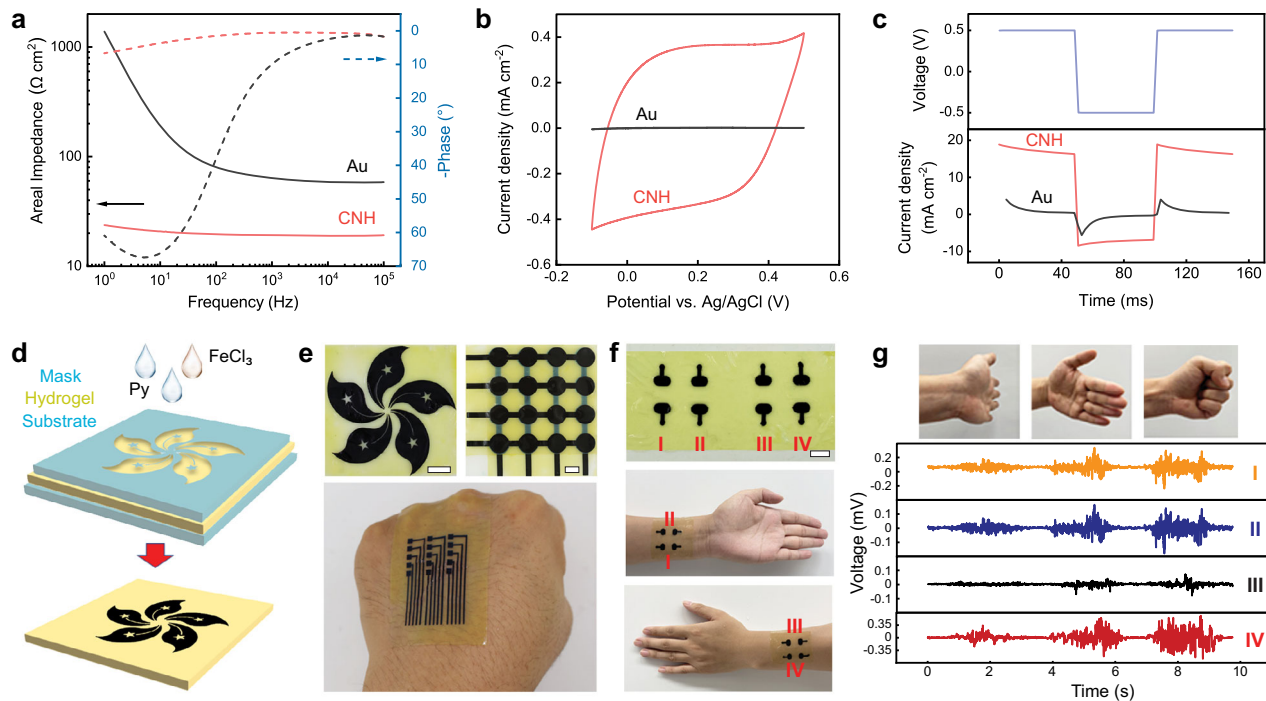 a
1000
100
10
Areal Impedance (Ω cm²)
0
10
20
30
40
50
60
70
-Phase (°)
Au
CNH
10⁰
10¹
10²
10³
10⁴
10⁵
Frequency (Hz)
b
0.4
0.2
0.0
-0.2
-0.4
-0.6
Current density (mA cm⁻²)
Au
CNH
0.0
0.2
0.4
0.6
Potential vs. Ag/AgCl (V)
c
0.5
0.0
-0.5
Voltage (V)
20
10
0
-10
Current density
(mA cm⁻²)
CNH
Au
0
40
80
120
160
Time (ms)
d
FeCl₃
Py
Mask
Hydrogel
Substrate
e
f
I
II
III
IV
II
I
III
IV
g
0.2
-0.2
I
0.1
-0.1
II
0.1
-0.1
III
0.35
-0.35
IV
Voltage (mV)
0
2
4
6
8
10
Time (s)